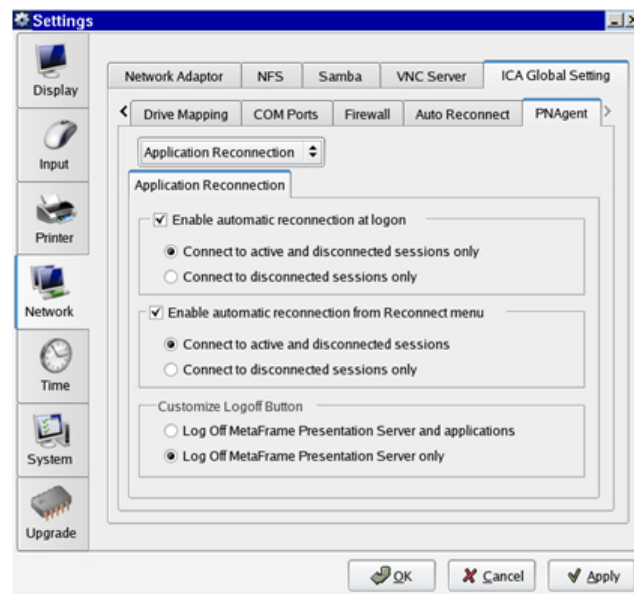 Settings
Display
Input
Printer
Network
Time
System
Upgrade
Network Adaptor NFS Samba VNC Server ICA Global Setting
Drive Mapping COM Ports Firewall Auto Reconnect PNAgent
Application Reconnection
Application Reconnection
Enable automatic reconnection at logon
Connect to active and disconnected sessions only
Connect to disconnected sessions only
Enable automatic reconnection from Reconnect menu
Connect to active and disconnected sessions
Connect to disconnected sessions only
Customize Logoff Button
Log Off MetaFrame Presentation Server and applications
Log Off MetaFrame Presentation Server only
OK Cancel Apply